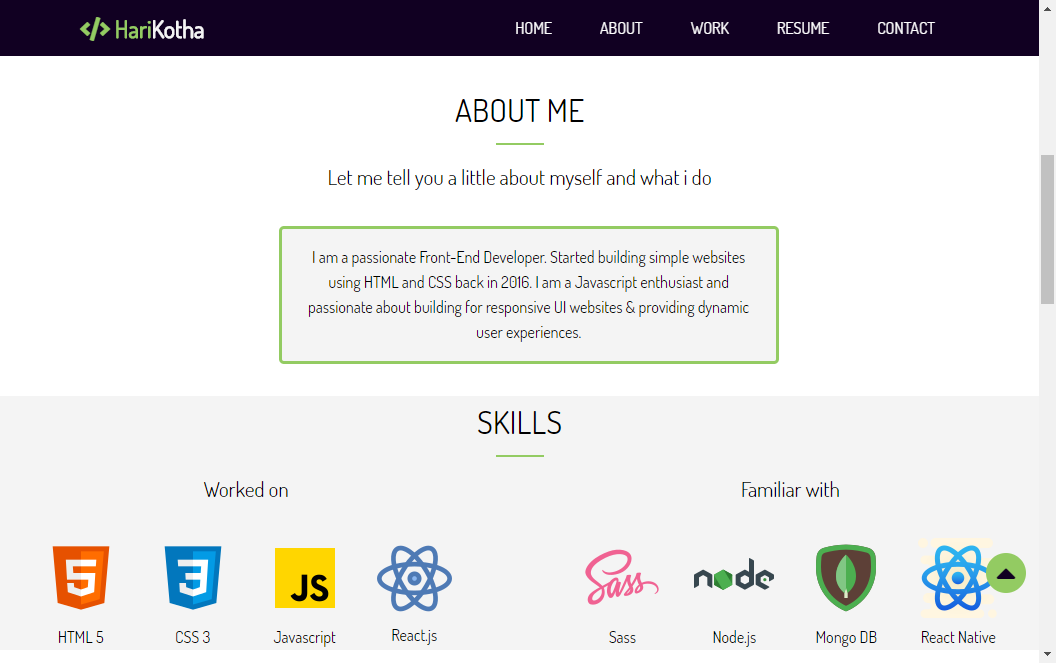 </> HariKotha
HOME ABOUT WORK RESUME CONTACT
ABOUT ME
Let me tell you a little about myself and what i do
I am a passionate Front-End Developer. Started building simple websites
using HTML and CSS back in 2016. I am a Javascript enthusiast and
passionate about building for responsive UI websites & providing dynamic
user experiences.
SKILLS
Worked on
Familiar with
5
3
JS
Sass
node
HTML 5
CSS 3
Javascript
React.js
Sass
Node.js
Mongo DB
React Native